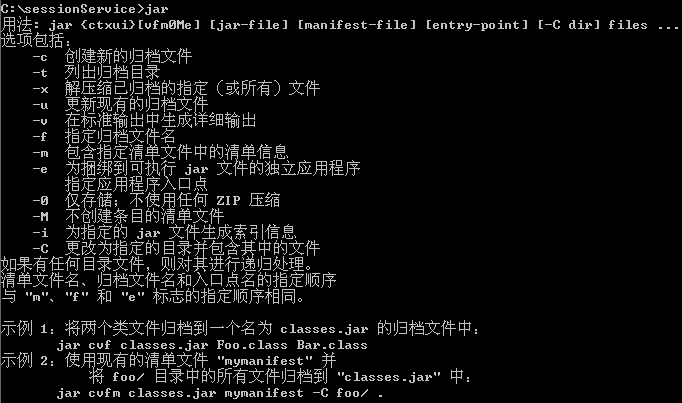 C:\sessionService>jar
用法: jar {ctxui}[vfm0Me] [jar-file] [manifest-file] [entry-point] [-C dir] files ...
选项包括:
-c 创建新的归档文件
-t 列出归档目录
-x 解压缩已归档的指定 (或所有) 文件
-u 更新现有的归档文件
-v 在标准输出中生成详细输出
-f 指定归档文件名
-m 包含指定清单文件中的清单信息
-e 为捆绑到可执行 jar 文件的独立应用程序
指定应用程序入口点
-0 仅存储; 不使用任何 ZIP 压缩
-M 不创建条目的清单文件
-i 为指定的 jar 文件生成索引信息
-C 更改为指定的目录并包含其中的文件
如果有任何目录文件, 则对其进行递归处理。
清单文件名、归档文件名和入口点名的指定顺序
与 "m"、"f" 和 "e" 标志的指定顺序相同。
示例 1: 将两个类文件归档到一个名为 classes.jar 的归档文件中:
jar cvf classes.jar Foo.class Bar.class
示例 2: 使用现有的清单文件 "mymanifest" 并
将 foo/ 目录中的所有文件归档到 "classes.jar" 中:
jar cvfm classes.jar mymanifest -C foo/ .